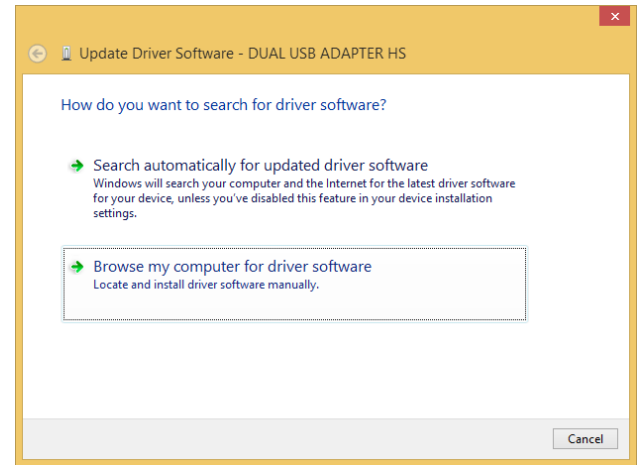 Update Driver Software - DUAL USB ADAPTER HS
How do you want to search for driver software?
Search automatically for updated driver software
Windows will search your computer and the Internet for the latest driver software
for your device, unless you've disabled this feature in your device installation
settings.
Browse my computer for driver software
Locate and install driver software manually.
Cancel